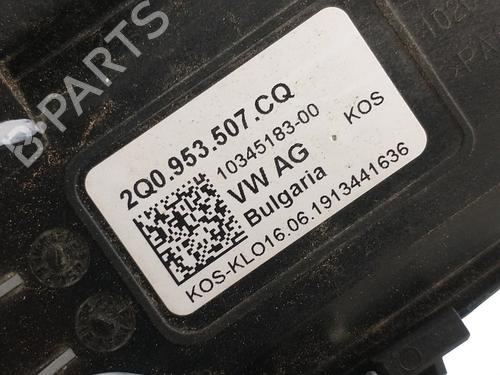 B-PARTS
2Q0.953.507.CQ
10345183-00
KOS
VW AG
Bulgaria
KOS-KLO16.06.1913441636